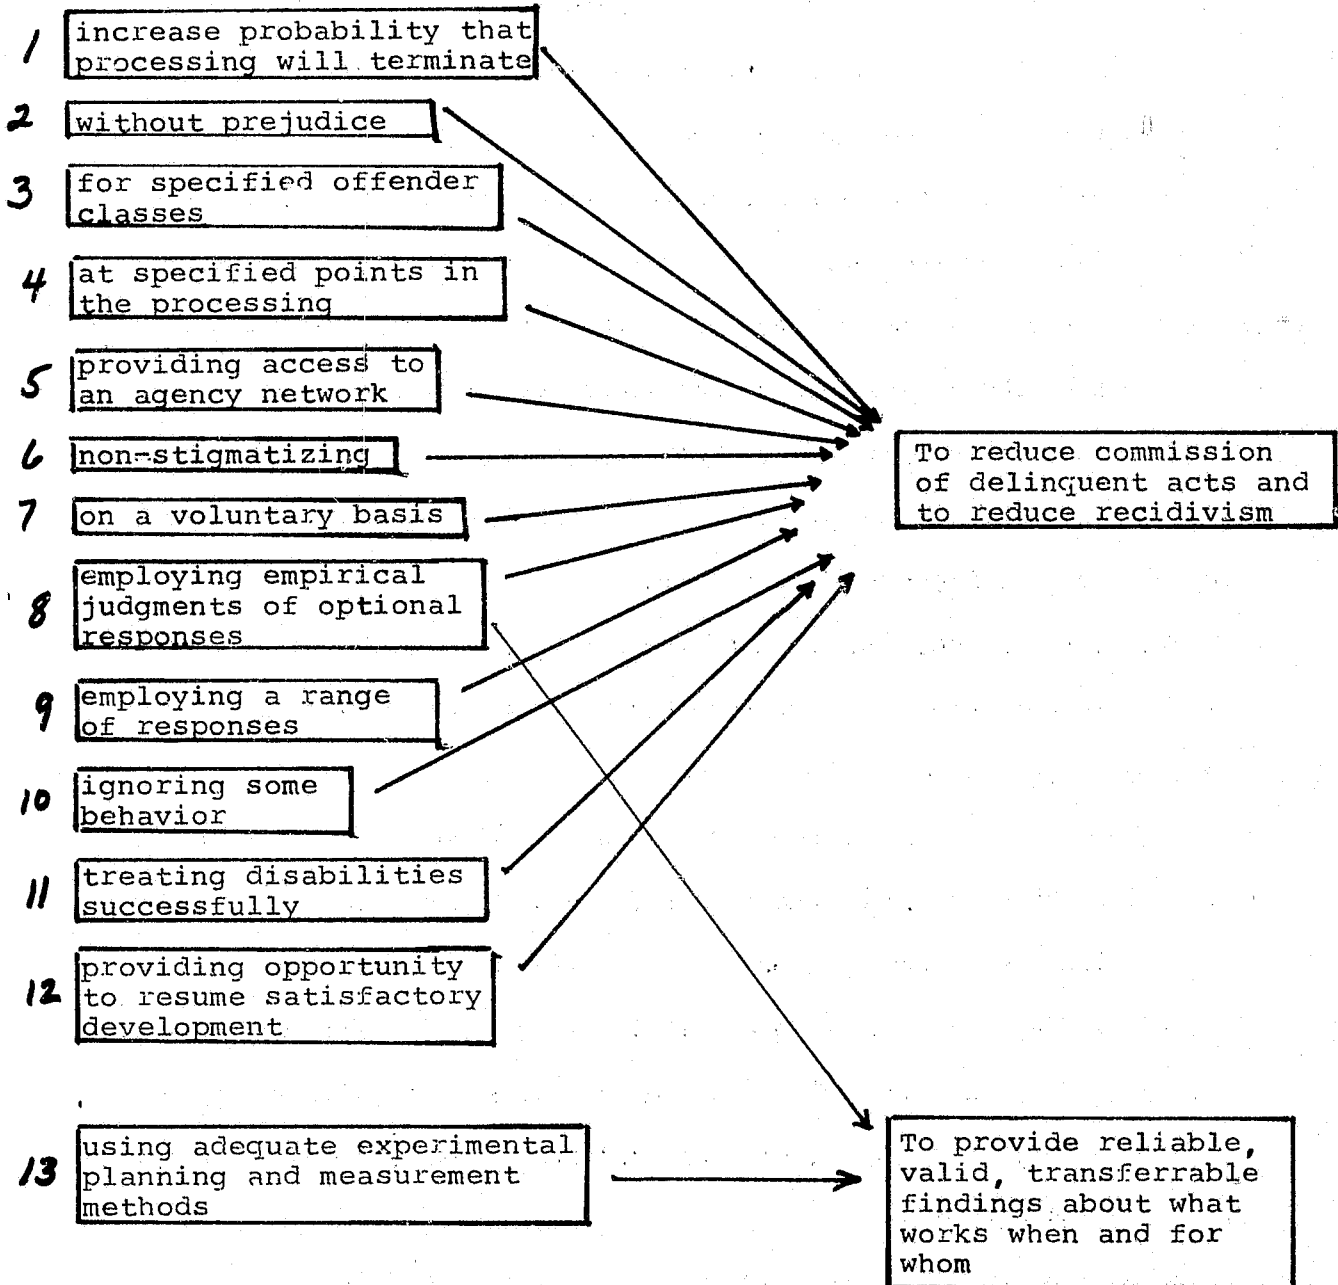 1 increase probability that
processing will terminate
2 without prejudice
3 for specified offender
classes
4 at specified points in
the processing
5 providing access to
an agency network
6 non-stigmatizing
7 on a voluntary basis
8 employing empirical
judgments of optional
responses
9 employing a range
of responses
10 ignoring some
behavior
11 treating disabilities
successfully
12 providing opportunity
to resume satisfactory
development
13 using adequate experimental
planning and measurement
methods
To reduce commission
of delinquent acts and
to reduce recidivism
To provide reliable,
valid, transferrable
findings about what
works when and for
whom